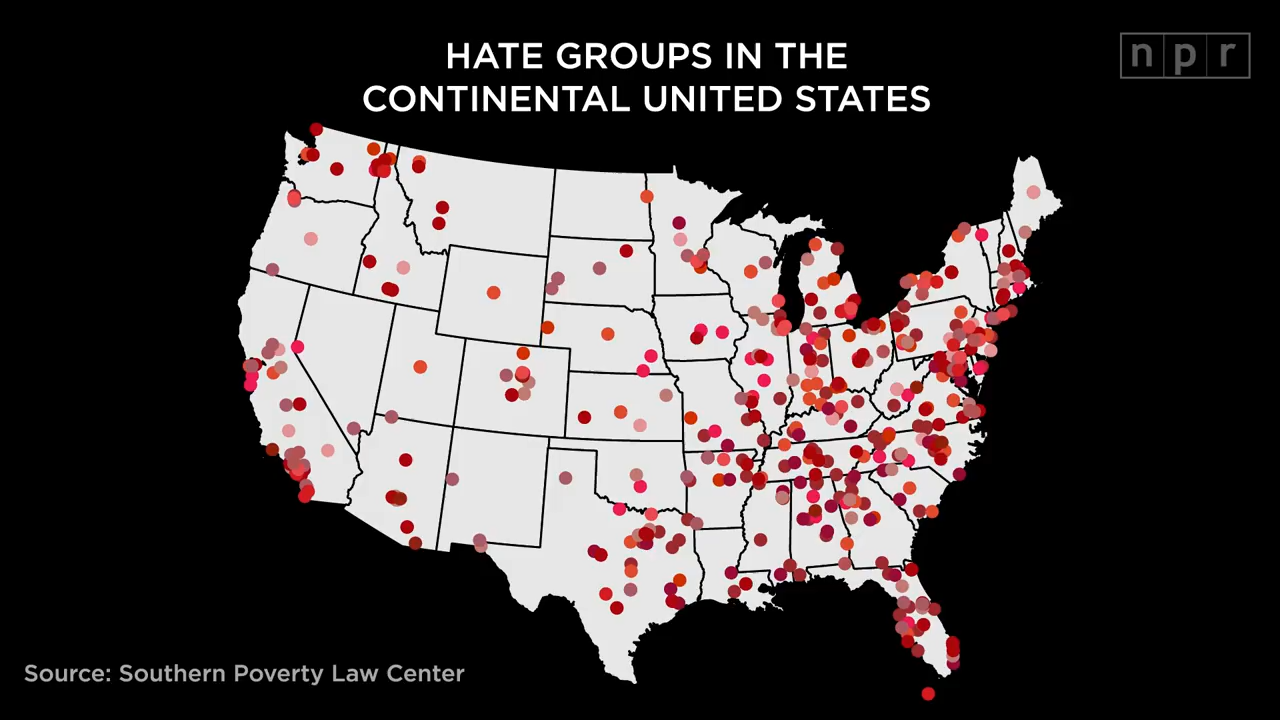 HATE GROUPS IN THE
CONTINENTAL UNITED STATES
npr
Source: Southern Poverty Law Center